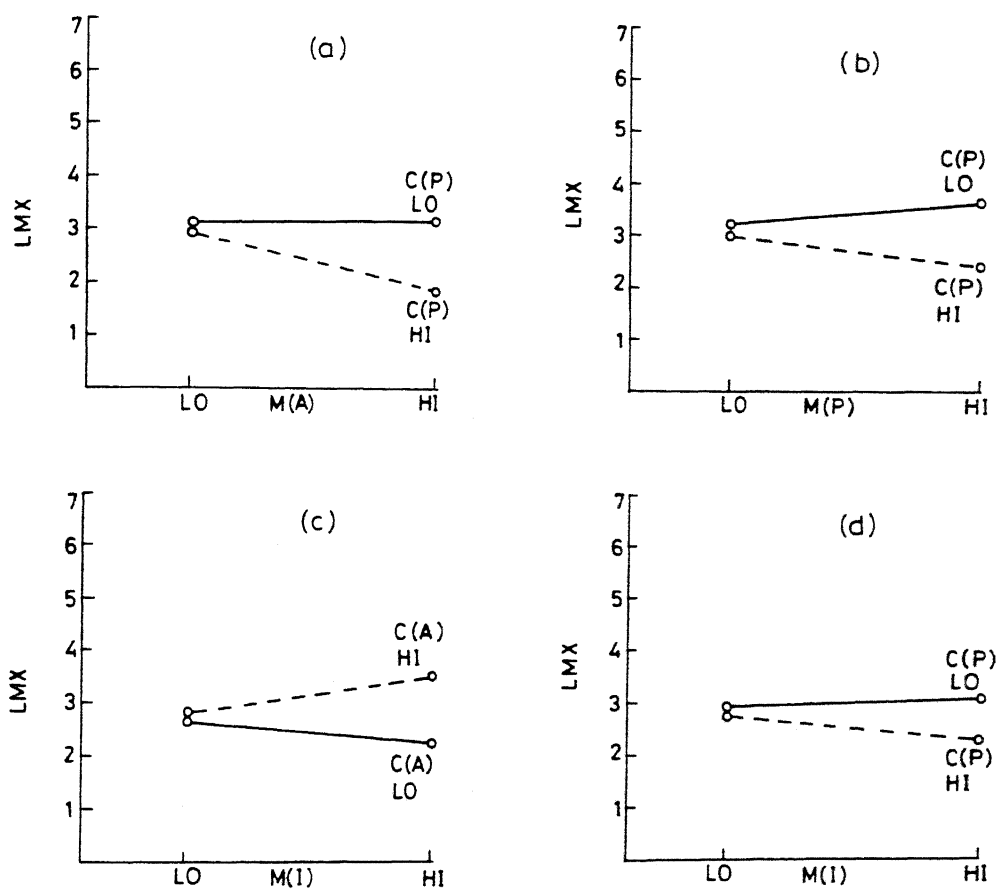 (a)
7
6
5
4
3
2
1
LMX
C(P)
LO
C(P)
HI
LO M(A) HI
(b)
7
6
5
4
3
2
1
LMX
C(P)
LO
C(P)
HI
LO M(P) HI
(c)
7
6
5
4
3
2
1
LMX
C(A)
HI
C(A)
LO
LO M(I) HI
(d)
7
6
5
4
3
2
1
LMX
C(P)
LO
C(P)
HI
LO M(I) HI